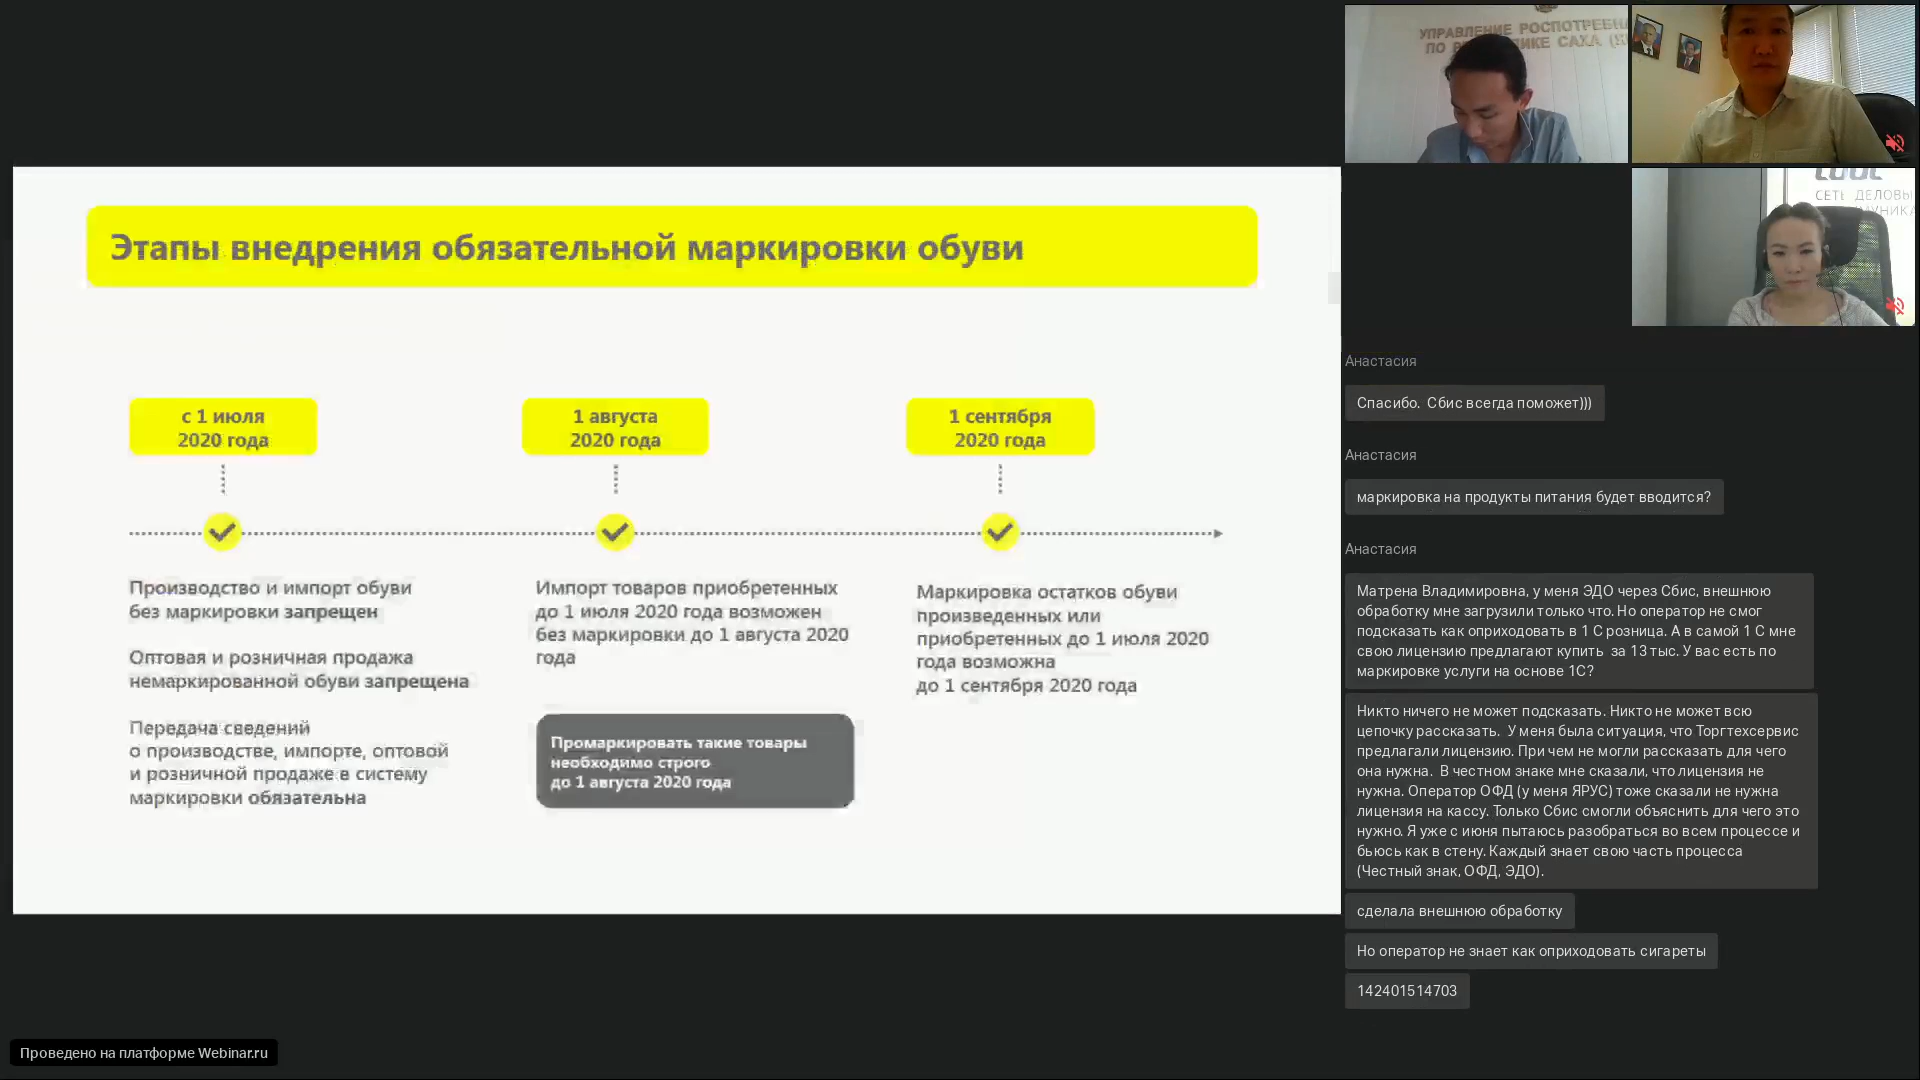 Этапы внедрения обязательной маркировки обуви
с 1 июля
2020 года
1 августа
2020 года
1 сентября
2020 года
Производство и импорт обуви
без маркировки запрещен
Оптовая и розничная продажа
немаркированной обуви запрещена
Передача сведений
о производстве, импорте, оптовой
и розничной продаже в систему
маркировки обязательна
Импорт товаров приобретенных
до 1 июля 2020 года возможен
без маркировки до 1 августа 2020
года
Промаркировать такие товары
необходимо строго
до 1 августа 2020 года
Маркировка остатков обуви
произведенных или
приобретенных до 1 июля 2020
года возможна
до 1 сентября 2020 года
УПРАВЛЕНИЕ
ПО САХА
СЕТЬ
Анастасия
Спасибо. Сбис всегда поможет)))
Анастасия
маркировка на продукты питания будет вводится?
Анастасия
Матрена Владимировна, у меня ЭДО через Сбис, внешнюю
обработку мне загрузили только что. Но оператор не смог
подсказать как оприходовать в 1 С розница. А в самой 1 С мне
свою лицензию предлагают купить за 13 тыс. У вас есть по
маркировке услуги на основе 1С?
Никто ничего не может подсказать. Никто не может всю
цепочку рассказать. У меня была ситуация, что Торгтехсервис
предлагали лицензию. При чем не могли рассказать для чего
она нужна. В честном знаке мне сказали, что лицензия не
нужна. Оператор ОФД (у меня ЯРУС) тоже сказали не нужна
лицензия на кассу. Только Сбис смогли объяснить для чего это
нужно. Я уже с июня пытаюсь разобраться во всем процессе и
бьюсь как в стену. Каждый знает свою часть процесса
(Честный знак, ОФД, ЭДО).
сделала внешнюю обработку
Но оператор не знает как оприходовать сигареты
142401514703
Проведено на платформе Webinar.ru